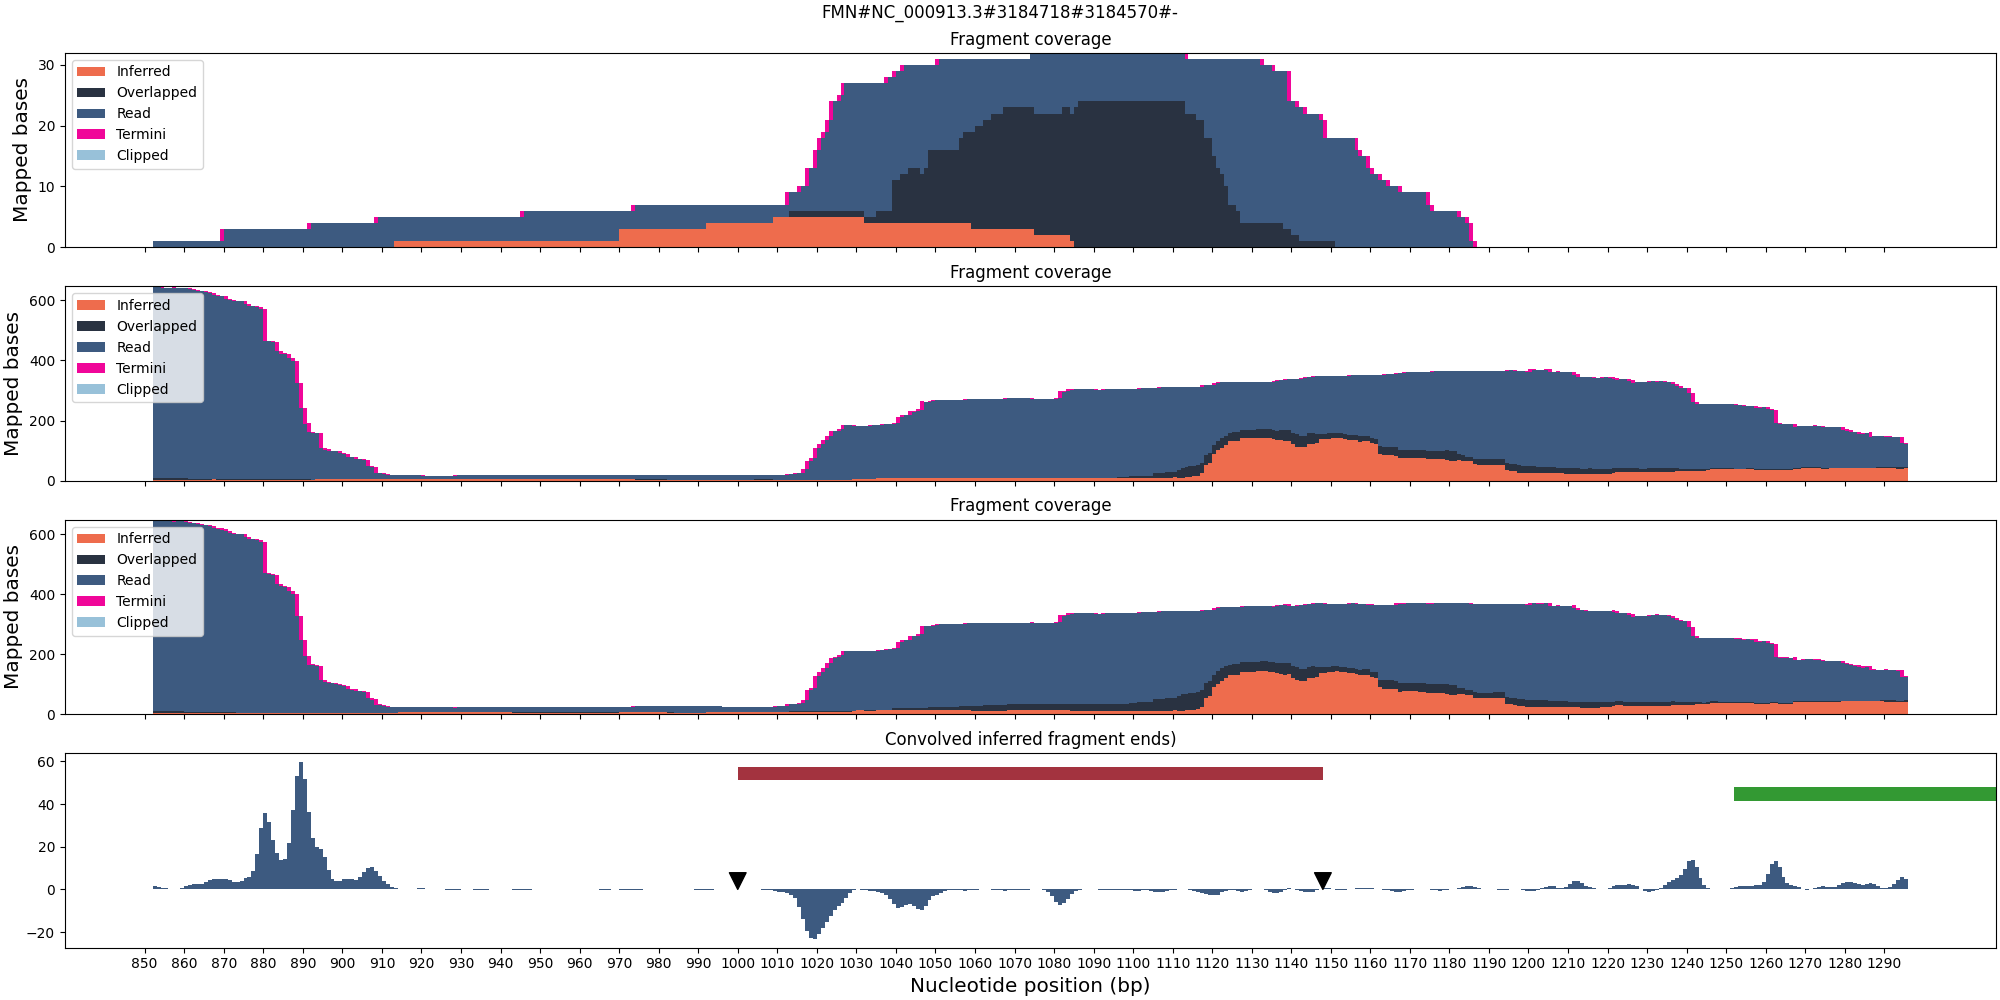 FMN#NC_000913.3#3184718#3184570#-
Fragment coverage
Mapped bases
30
20
10
0
Inferred
Overlapped
Read
Termini
Clipped
Fragment coverage
Mapped bases
600
400
200
0
Inferred
Overlapped
Read
Termini
Clipped
Fragment coverage
Mapped bases
600
400
200
0
Inferred
Overlapped
Read
Termini
Clipped
Convolved inferred fragment ends)
60
40
20
0
−20
850 860 870 880 890 900 910 920 930 940 950 960 970 980 990 1000 1010 1020 1030 1040 1050 1060 1070 1080 1090 1100 1110 1120 1130 1140 1150 1160 1170 1180 1190 1200 1210 1220 1230 1240 1250 1260 1270 1280 1290
Nucleotide position (bp)